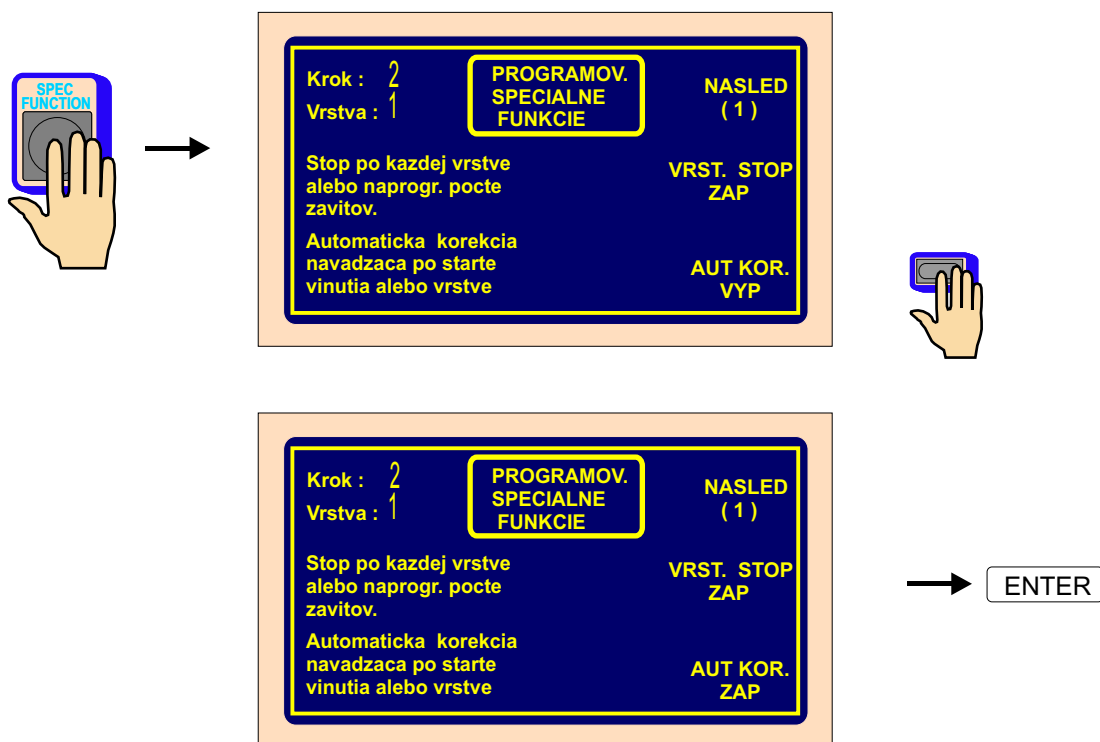 SPEC
FUNCTION
Krok : 2
Vrstva : 1
PROGRAMOV.
SPECIALNE
FUNKCIE
NASLED
( 1 )
Stop po kazdej vrstve
alebo naprogr. pocte
zavitov.
VRST. STOP
ZAP
Automaticka korekcia
navadzaca po starte
vinutia alebo vrstve
AUT KOR.
VYP
Krok : 2
Vrstva : 1
PROGRAMOV.
SPECIALNE
FUNKCIE
NASLED
( 1 )
Stop po kazdej vrstve
alebo naprogr. pocte
zavitov.
VRST. STOP
ZAP
Automaticka korekcia
navadzaca po starte
vinutia alebo vrstve
AUT KOR.
ZAP
ENTER